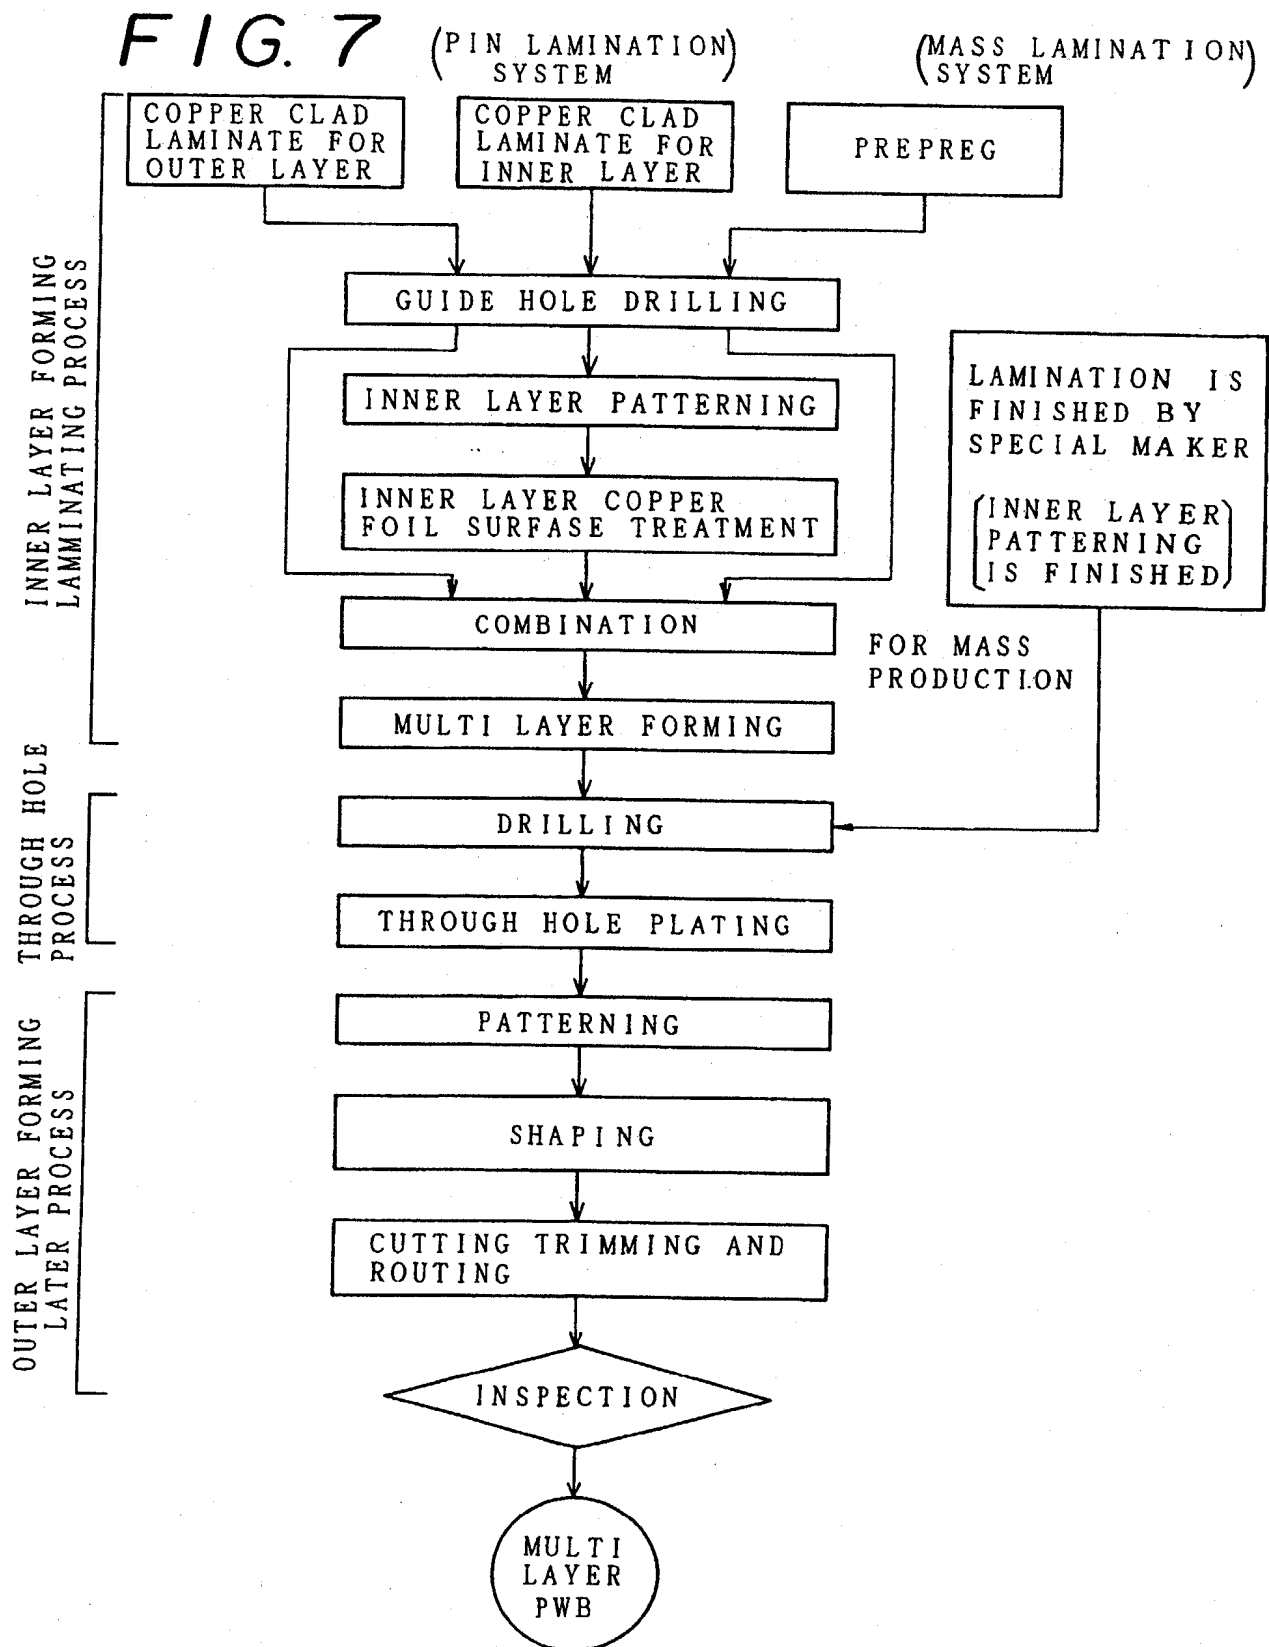 FIG. 7
(PIN LAMINATION
SYSTEM)
(MASS LAMINATION
SYSTEM)
COPPER CLAD
LAMINATE FOR
OUTER LAYER
COPPER CLAD
LAMINATE FOR
INNER LAYER
PREPREG
GUIDE HOLE DRILLING
INNER LAYER PATTERNING
INNER LAYER COPPER
FOIL SURFASE TREATMENT
COMBINATION
MULTI LAYER FORMING
LAMINATION IS
FINISHED BY
SPECIAL MAKER
(INNER LAYER
PATTERNING
IS FINISHED)
FOR MASS
PRODUCTION
DRILLING
THROUGH HOLE PLATING
PATTERNING
SHAPING
CUTTING TRIMMING AND
ROUTING
INSPECTION
MULTI
LAYER
PWB
INNER LAYER FORMING
LAMMINATING PROCESS
THROUGH HOLE
PROCESS
OUTER LAYER FORMING
LATER PROCESS